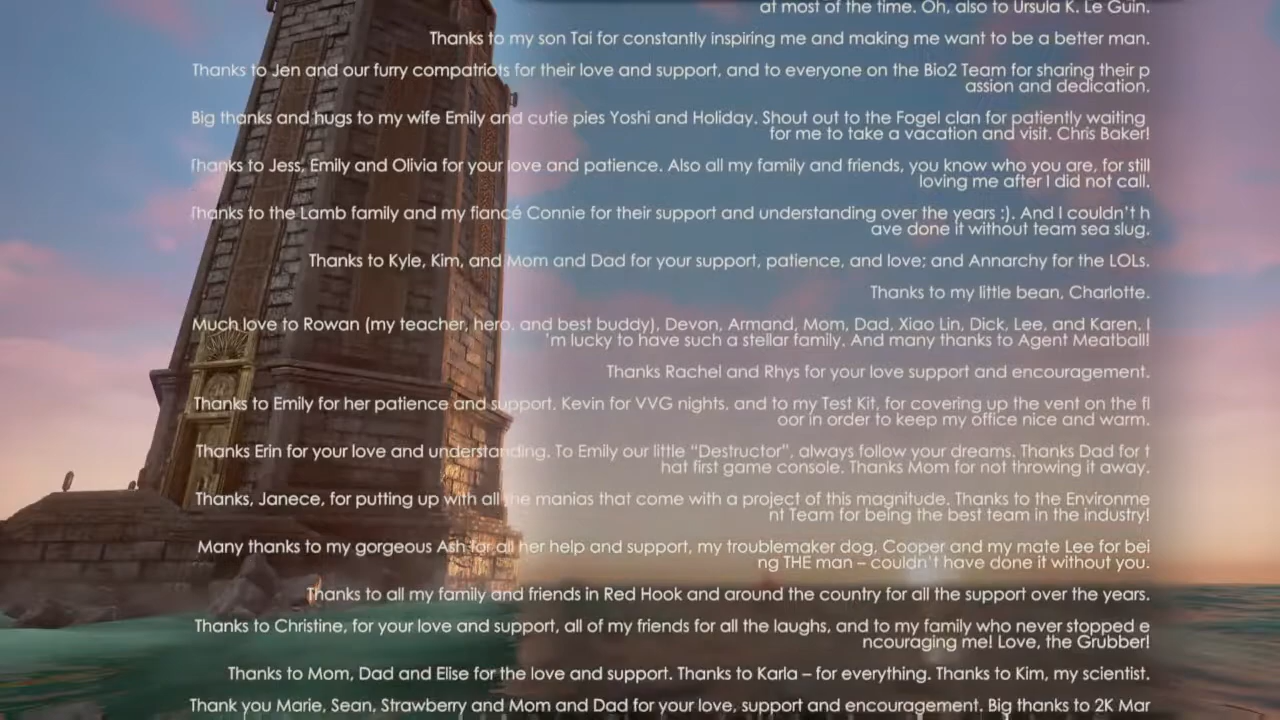 at most of the time. Oh, also to Ursula K. Le Guin.
Thanks to my son Tai for constantly inspiring me and making me want to be a better man.
Thanks to Jen and our furry compatriots for their love and support, and to everyone on the Bio2 Team for sharing their p
assion and dedication.
Big thanks and hugs to my wife Emily and cutie pies Yoshi and Holiday. Shout out to the Fogel clan for patiently waiting
for me to take a vacation and visit. Chris Baker!
Thanks to Jess, Emily and Olivia for your love and patience. Also all my family and friends, you know who you are, for still
loving me after I did not call.
Thanks to the Lamb family and my fiancé Connie for their support and understanding over the years :). And I couldn't h
ave done it without team sea slug.
Thanks to Kyle, Kim, and Mom and Dad for your support, patience, and love; and Annarchy for the LOLs.
Thanks to my little bean, Charlotte.
Much love to Rowan (my teacher, hero, and best buddy), Devon, Armand, Mom, Dad, Xiao Lin, Dick, Lee, and Karen. I
'm lucky to have such a stellar family. And many thanks to Agent Meatball!
Thanks Rachel and Rhys for your love support and encouragement.
Thanks to Emily for her patience and support. Kevin for VVG nights. and to my Test Kit, for covering up the vent on the fl
oor in order to keep my office nice and warm.
Thanks Erin for your love and understanding. To Emily our little “Destructor”, always follow your dreams. Thanks Dad for t
hat first game console. Thanks Mom for not throwing it away.
Thanks, Janece, for putting up with all the manias that come with a project of this magnitude. Thanks to the Environme
nt Team for being the best team in the industry!
Many thanks to my gorgeous Ash for all her help and support, my troublemaker dog, Cooper and my mate Lee for bei
ng THE man – couldn't have done it without you.
Thanks to all my family and friends in Red Hook and around the country for all the support over the years.
Thanks to Christine, for your love and support, all of my friends for all the laughs, and to my family who never stopped e
ncouraging me! Love, the Grubber!
Thanks to Mom, Dad and Elise for the love and support. Thanks to Karla – for everything. Thanks to Kim, my scientist.
Thank you Marie, Sean, Strawberry and Mom and Dad for your love, support and encouragement. Big thanks to 2K Mar